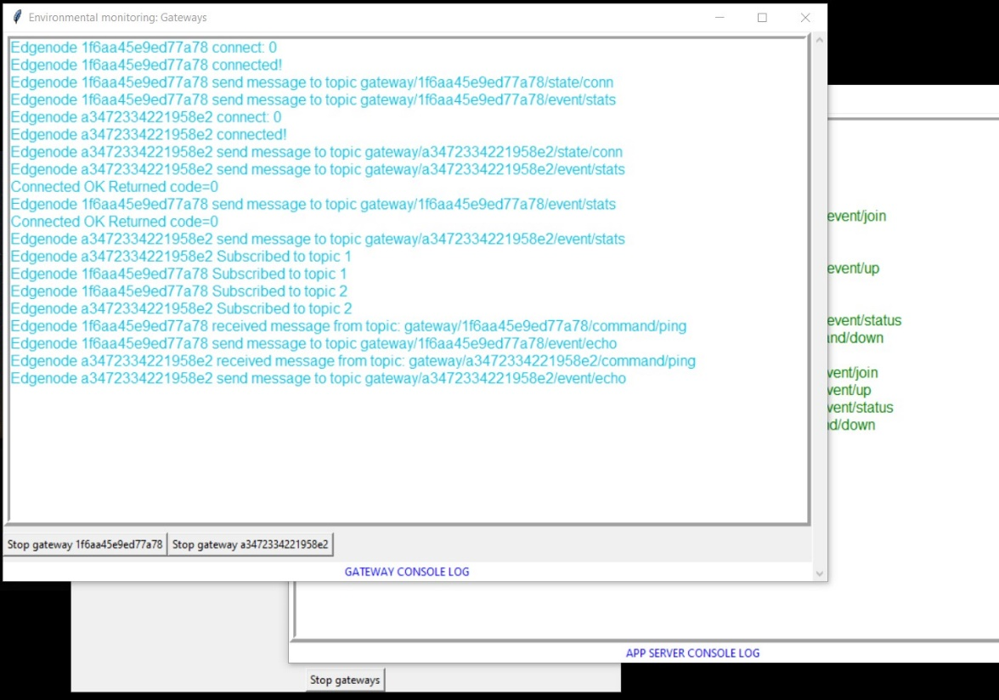 Environmental monitoring: Gateways
Edgenode 1f6aa45e9ed77a78 connect: 0
Edgenode 1f6aa45e9ed77a78 connected!
Edgenode 1f6aa45e9ed77a78 send message to topic gateway/1f6aa45e9ed77a78/state/conn
Edgenode 1f6aa45e9ed77a78 send message to topic gateway/1f6aa45e9ed77a78/event/stats
Edgenode a3472334221958e2 connect: 0
Edgenode a3472334221958e2 connected!
Edgenode a3472334221958e2 send message to topic gateway/a3472334221958e2/state/conn
Edgenode a3472334221958e2 send message to topic gateway/a3472334221958e2/event/stats
Connected OK Returned code=0
Edgenode 1f6aa45e9ed77a78 send message to topic gateway/1f6aa45e9ed77a78/event/stats
Connected OK Returned code=0
Edgenode a3472334221958e2 send message to topic gateway/a3472334221958e2/event/stats
Edgenode a3472334221958e2 Subscribed to topic 1
Edgenode 1f6aa45e9ed77a78 Subscribed to topic 1
Edgenode 1f6aa45e9ed77a78 Subscribed to topic 2
Edgenode a3472334221958e2 Subscribed to topic 2
Edgenode 1f6aa45e9ed77a78 received message from topic: gateway/1f6aa45e9ed77a78/command/ping
Edgenode 1f6aa45e9ed77a78 send message to topic gateway/1f6aa45e9ed77a78/event/echo
Edgenode a3472334221958e2 received message from topic: gateway/a3472334221958e2/command/ping
Edgenode a3472334221958e2 send message to topic gateway/a3472334221958e2/event/echo
Stop gateway 1f6aa45e9ed77a78 Stop gateway a3472334221958e2
GATEWAY CONSOLE LOG
event/join
event/up
event/status
nd/down
vent/join
vent/up
vent/status
d/down
APP SERVER CONSOLE LOG
Stop gateways